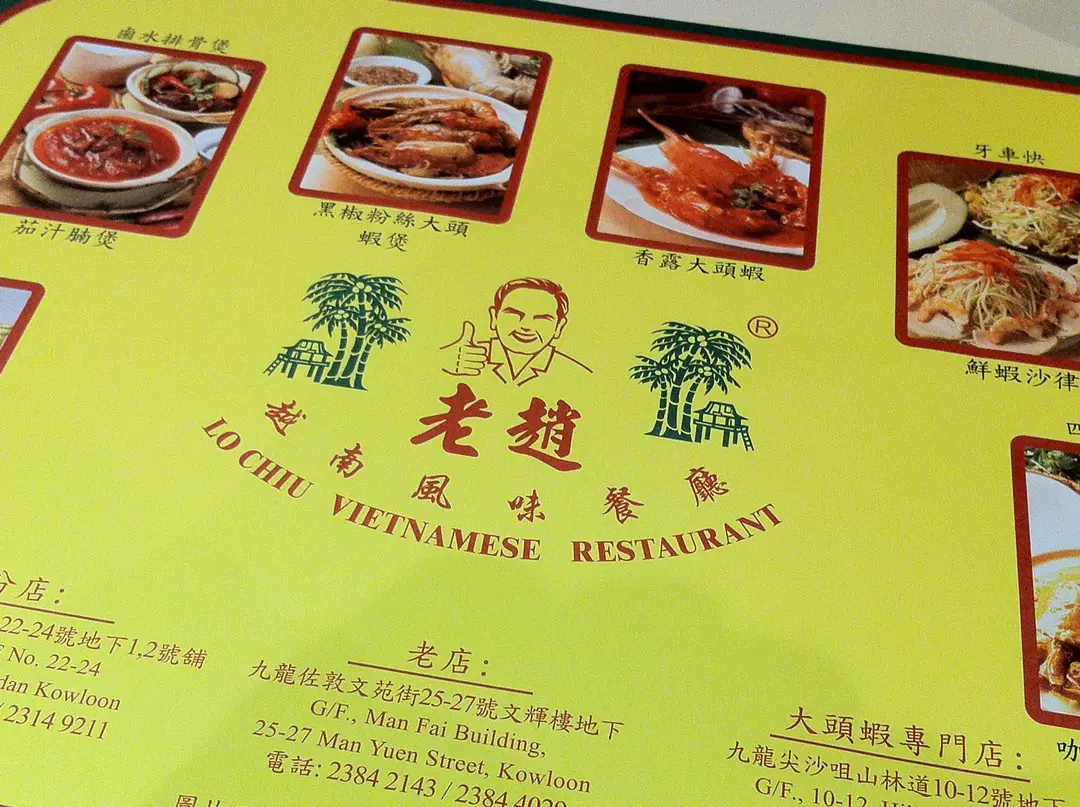 鹵水排骨煲
茄汁腩煲
黑椒粉絲大頭
蝦煲
香露大頭蝦
牙車快
鮮蝦沙律
®
老趙
越南風味餐廳
LO CHIU VIETNAMESE RESTAURANT
分店:
22-24號地下1,2號舖
No. 22-24
dan Kowloon
2314 9211
老店:
九龍佐敦文苑街25-27號文輝樓地下
G/F., Man Fai Building,
25-27 Man Yuen Street, Kowloon
電話: 2384 2143 / 2384 4029
大頭蝦專門店:
九龍尖沙咀山林道10-12號地下
G/F., 10-12,